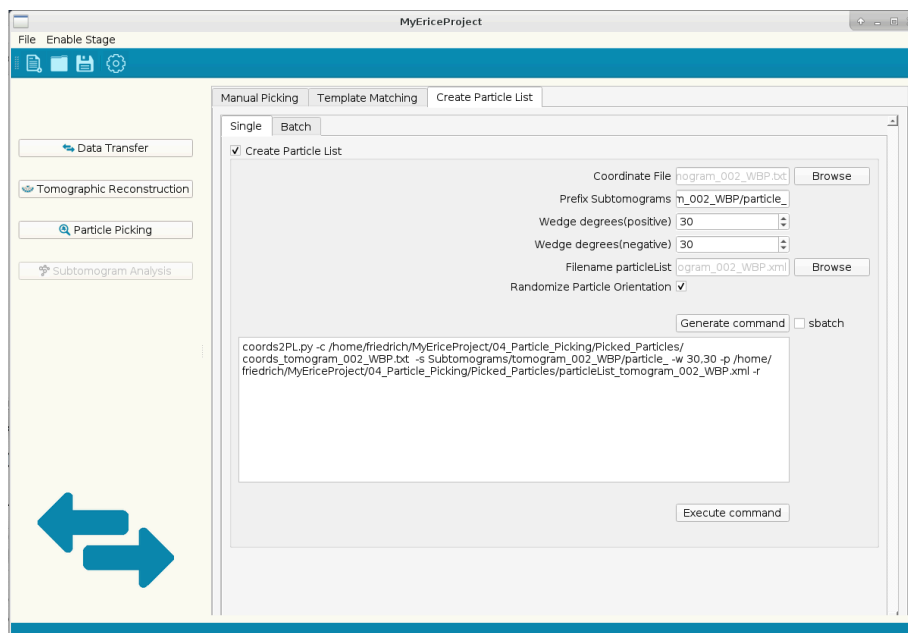 MyEriceProject
File Enable Stage
Manual Picking Template Matching Create Particle List
Single Batch
Data Transfer
Tomographic Reconstruction
Particle Picking
Subtomogram Analysis
Create Particle List
Coordinate File nogram_002_WBP.txt Browse
Prefix Subtomograms m_002_WBP/particle_
Wedge degrees(positive) 30
Wedge degrees(negative) 30
Filename particleList ogram_002_WBP.xml Browse
Randomize Particle Orientation
Generate command sbatch
coords2PL.py -c /home/friedrich/MyEriceProject/04_Particle_Picking/Picked_Particles/
coords_tomogram_002_WBP.txt -s Subtomograms/tomogram_002_WBP/particle_ -w 30,30 -p /home/
friedrich/MyEriceProject/04_Particle_Picking/Picked_Particles/particleList_tomogram_002_WBP.xml -r
Execute command